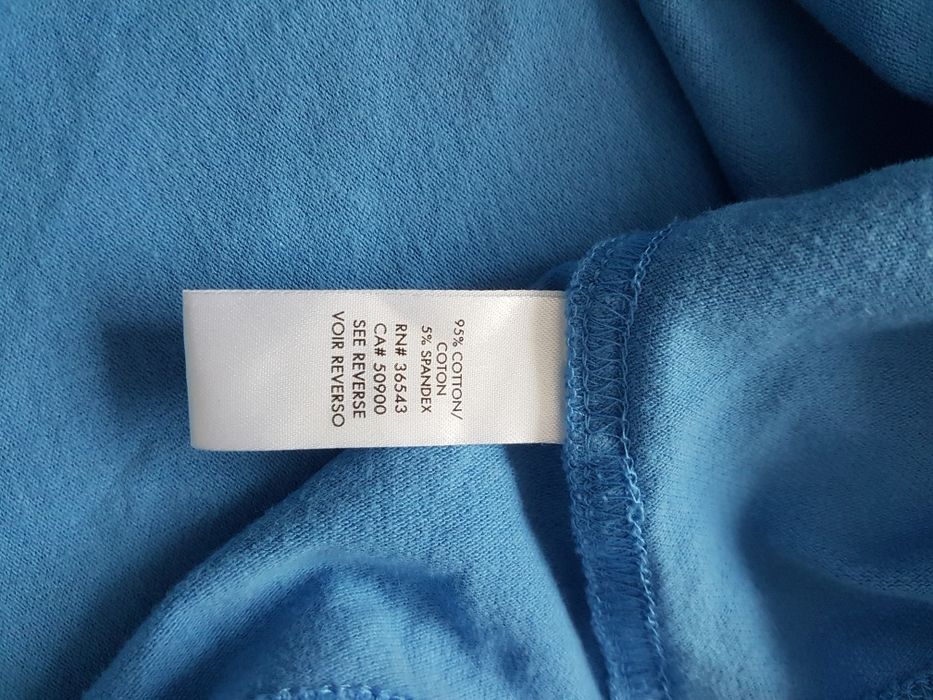 95% COTTON/
COTON
5% SPANDEX
RN# 36543
CA# 50900
SEE REVERSE
VOIR REVERSO